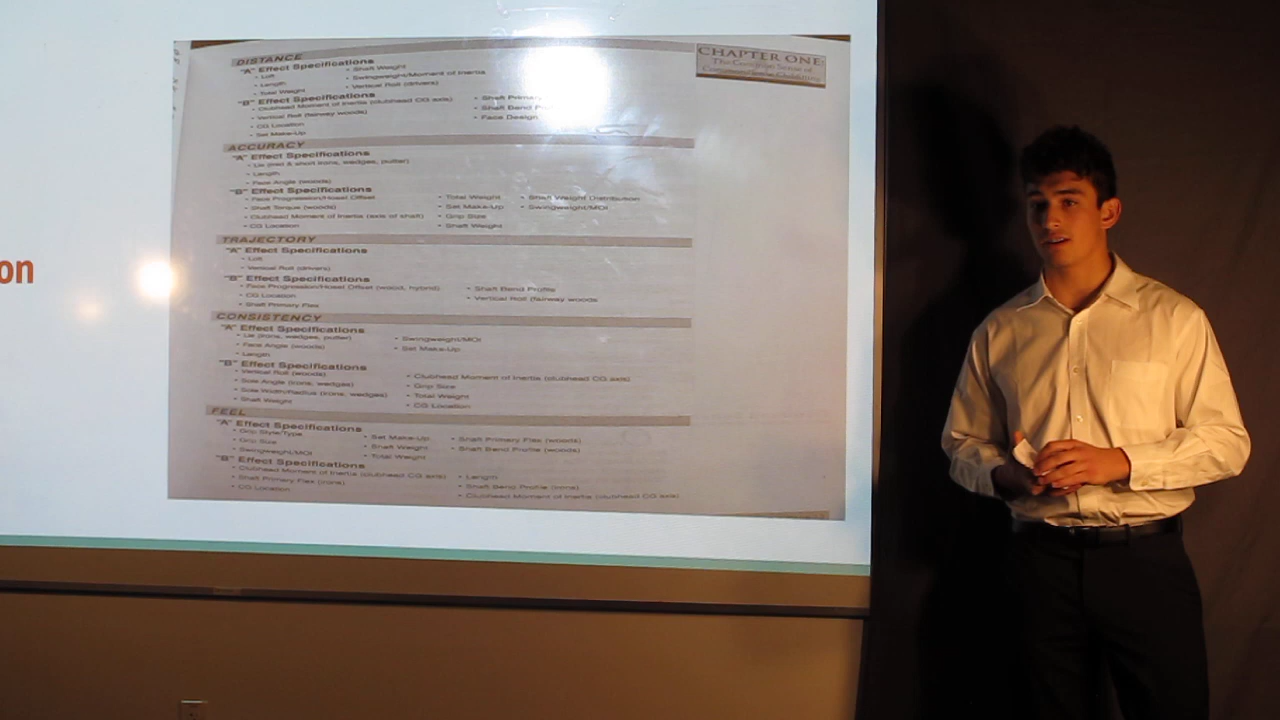 on
CHAPTER ONE:
The Common Sense of
DISTANCE
"A" Effect Specifications
• Loft
• Length
• Total Weight
• Shaft Weight
• Swingweight/Moment of Inertia
• Vertical Roll (drivers)
"B" Effect Specifications
• Clubhead Moment of Inertia (clubhead CG axis)
• Vertical Roll (fairway woods)
• CG Location
• Set Make-Up
• Shaft Primary
• Shaft Bend
• Face Design
ACCURACY
"A" Effect Specifications
• Lie (mid & short irons, wedges, putter)
• Length
• Face Angle (woods)
"B" Effect Specifications
• Face Progression/Hosel Offset
• Shaft Torque (woods)
• Clubhead Moment of Inertia (axis of shaft)
• CG Location
• Total Weight
• Set Make-Up
• Grip Size
• Shaft Weight
• Shaft Weight Distribution
• Swingweight/MOI
TRAJECTORY
"A" Effect Specifications
• Loft
• Vertical Roll (drivers)
"B" Effect Specifications
• Face Progression/Hosel Offset (wood, hybrid)
• CG Location
• Shaft Primary Flex
• Shaft Bend Profile
• Vertical Roll (fairway woods
CONSISTENCY
"A" Effect Specifications
• Lie (irons, wedges, putter)
• Face Angle (woods)
• Length
• Swingweight/MOI
• Set Make-Up
"B" Effect Specifications
• Vertical Roll (woods)
• Sole Angle (irons, wedges)
• Sole Width/Radius (irons, wedges)
• Shaft Weight
• Clubhead Moment of Inertia (clubhead CG axis)
• Grip Size
• Total Weight
• CG Location
FEEL
"A" Effect Specifications
• Grip Style/Type
• Grip Size
• Swingweight/MOI
• Set Make-Up
• Shaft Weight
• Total Weight
• Shaft Primary Flex (woods)
• Shaft Bend Profile (woods)
"B" Effect Specifications
• Clubhead Moment of Inertia (clubhead CG axis)
• Shaft Primary Flex (irons)
• CG Location
• Length
• Shaft Bend Profile (irons)
• Clubhead Moment of Inertia (clubhead CG axis)